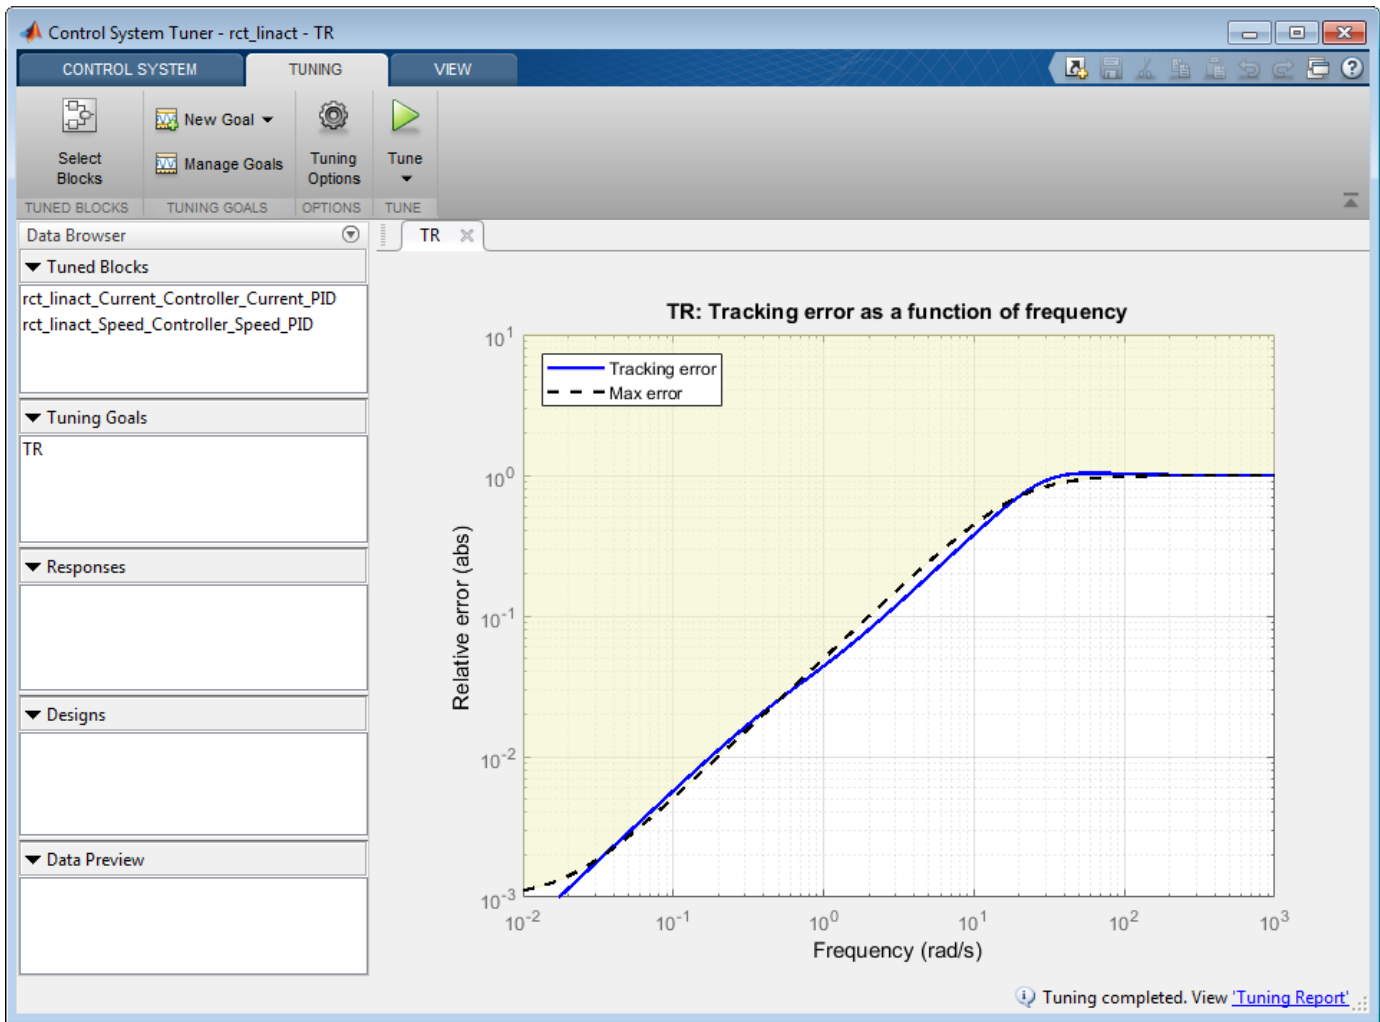 Control System Tuner - rct_linact - TR
CONTROL SYSTEM TUNING VIEW
Select Blocks
New Goal
Manage Goals
Tuning Options
Tune
TUNED BLOCKS TUNING GOALS OPTIONS TUNE
Data Browser
Tuned Blocks
rct_linact_Current_Controller_Current_PID
rct_linact_Speed_Controller_Speed_PID
Tuning Goals
TR
Responses
Designs
Data Preview
TR
TR: Tracking error as a function of frequency
Tracking error
Max error
Relative error (abs)
10^1
10^0
10^-1
10^-2
10^-3
10^-2 10^-1 10^0 10^1 10^2 10^3
Frequency (rad/s)
Tuning completed. View 'Tuning Report'